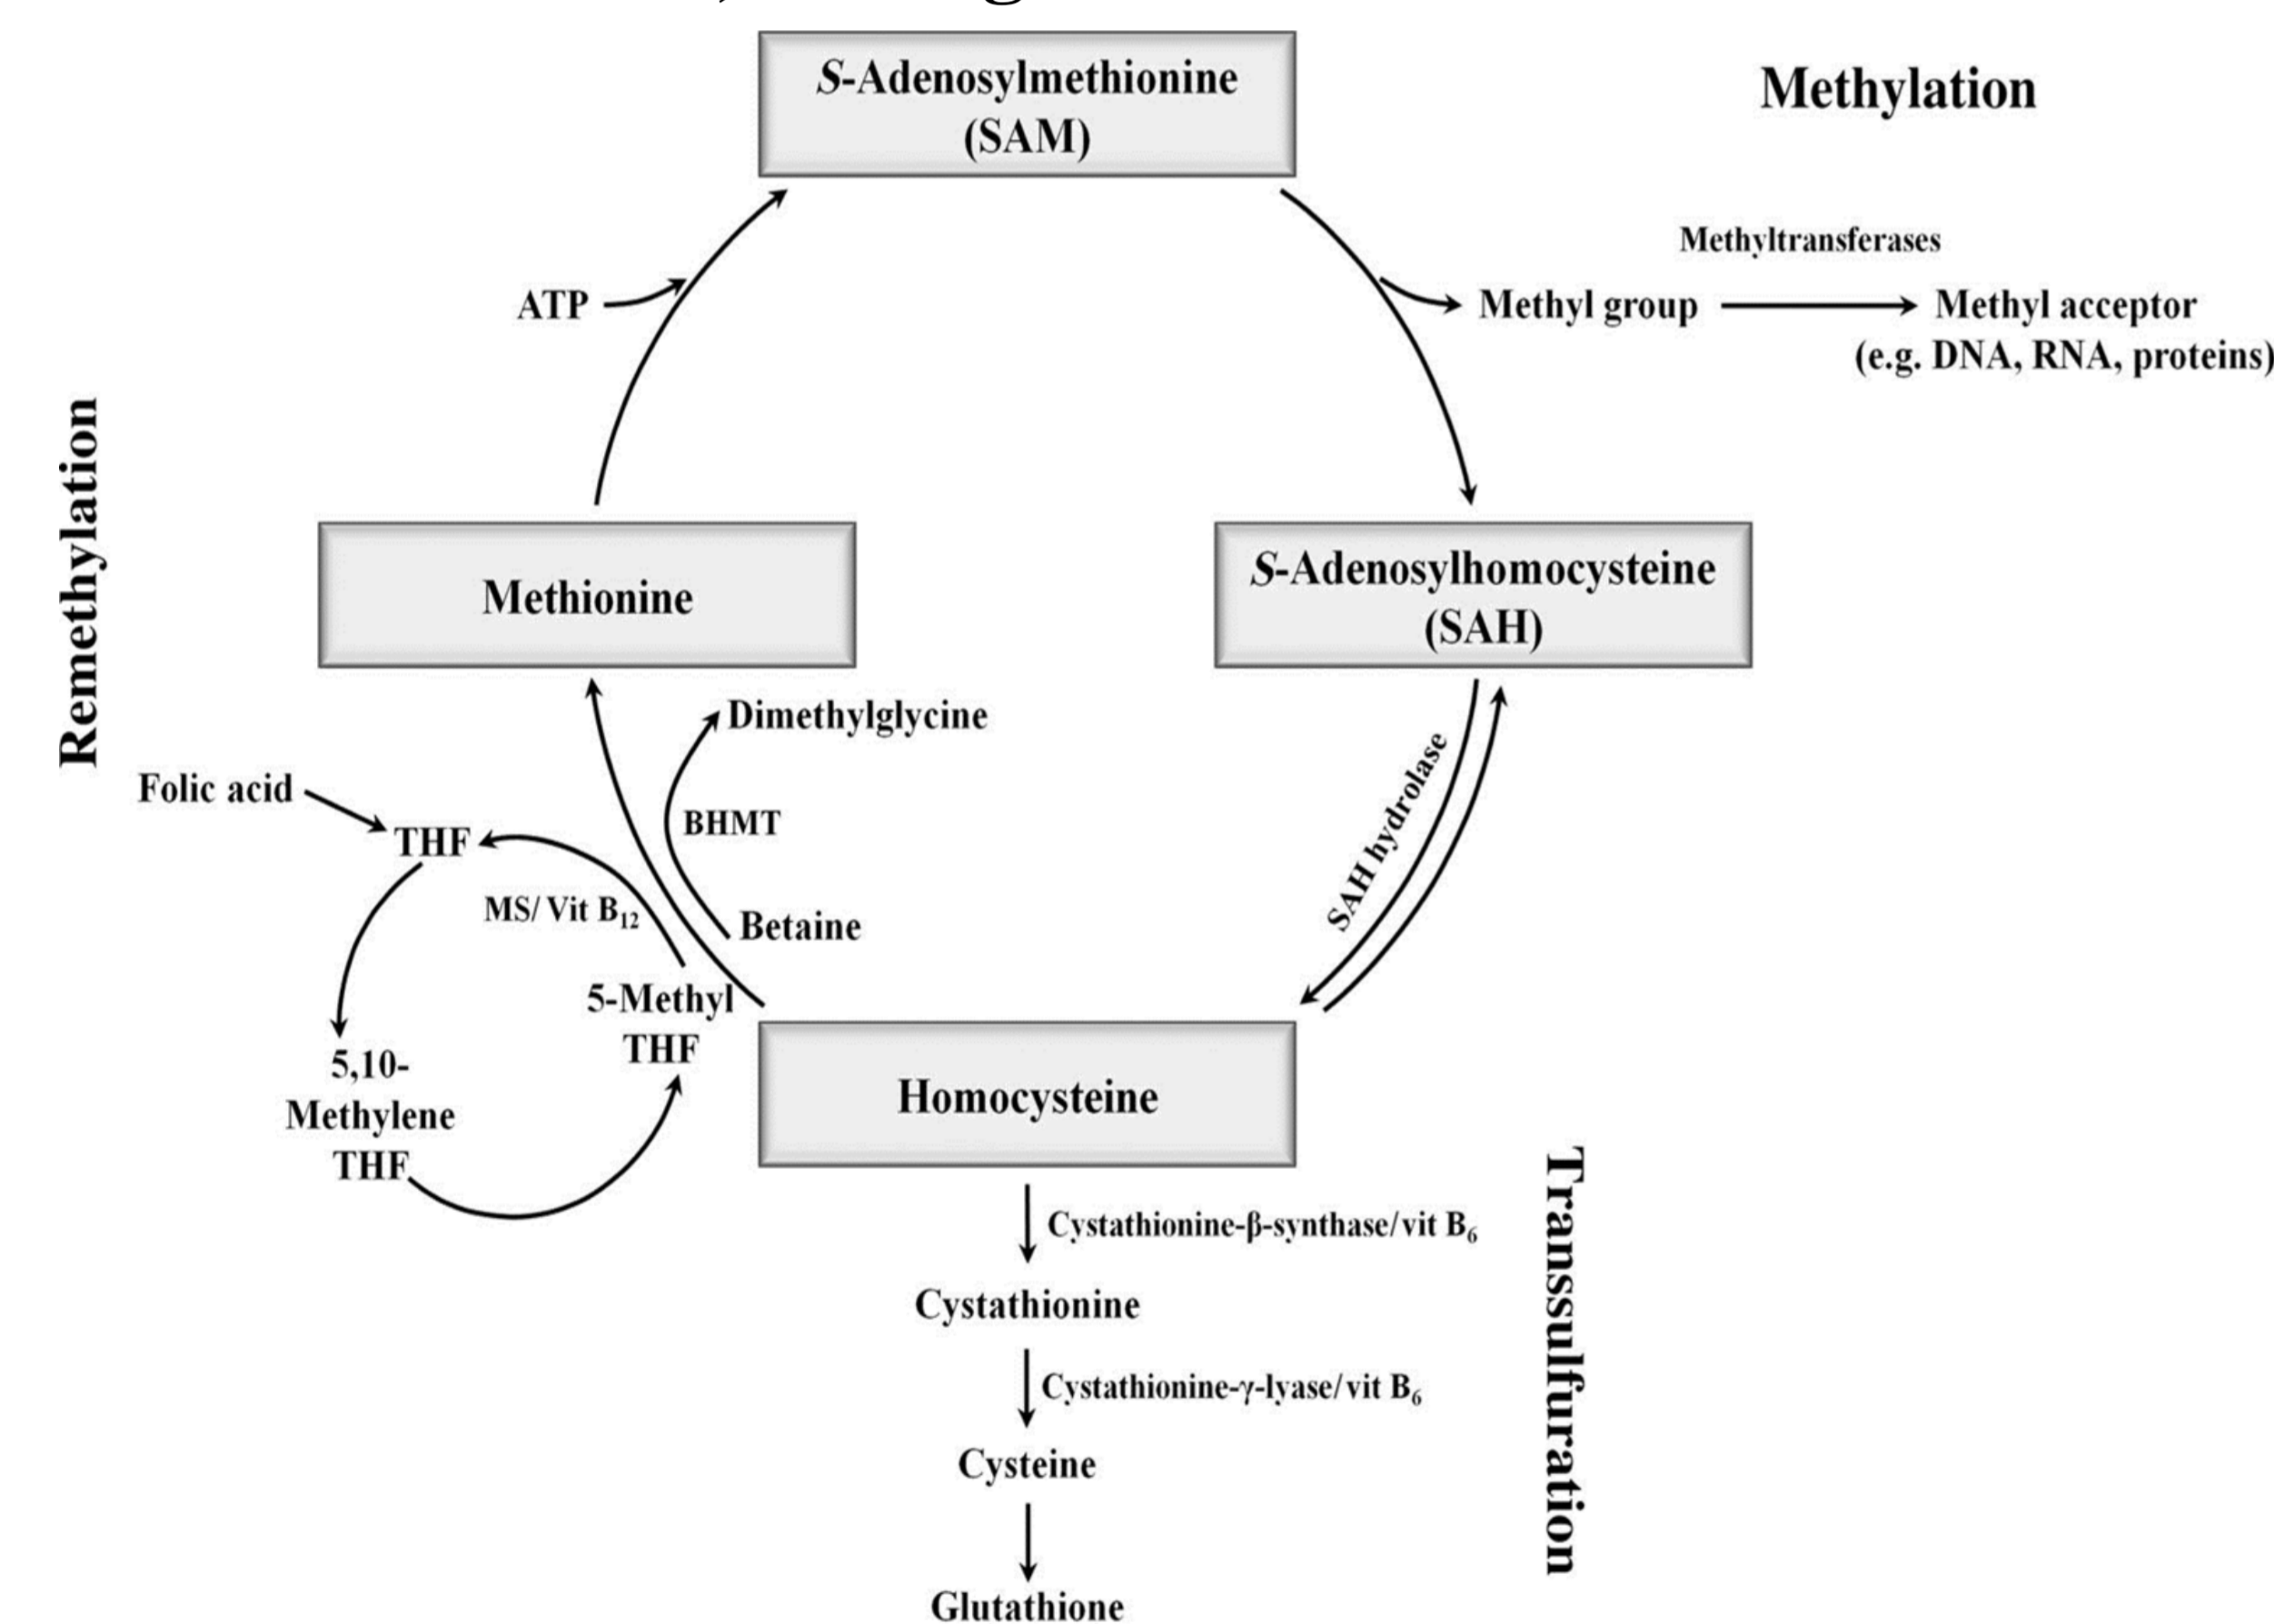 S-Adenosylmethionine
(SAM)
Methylation
Methyltransferases
ATP
Methyl group
Methyl acceptor
(e.g. DNA, RNA, proteins)
Remethylation
Methionine
S-Adenosylhomocysteine
(SAH)
Dimethylglycine
SAH hydrolase
Folic acid
THF
BHMT
MS/ Vit B12
Betaine
5-Methyl
THF
5,10-
Methylene
THF
Homocysteine
Transsulfuration
Cystathionine-β-synthase/vit B6
Cystathionine
Cystathionine-γ-lyase/vit B6
Cysteine
Glutathione